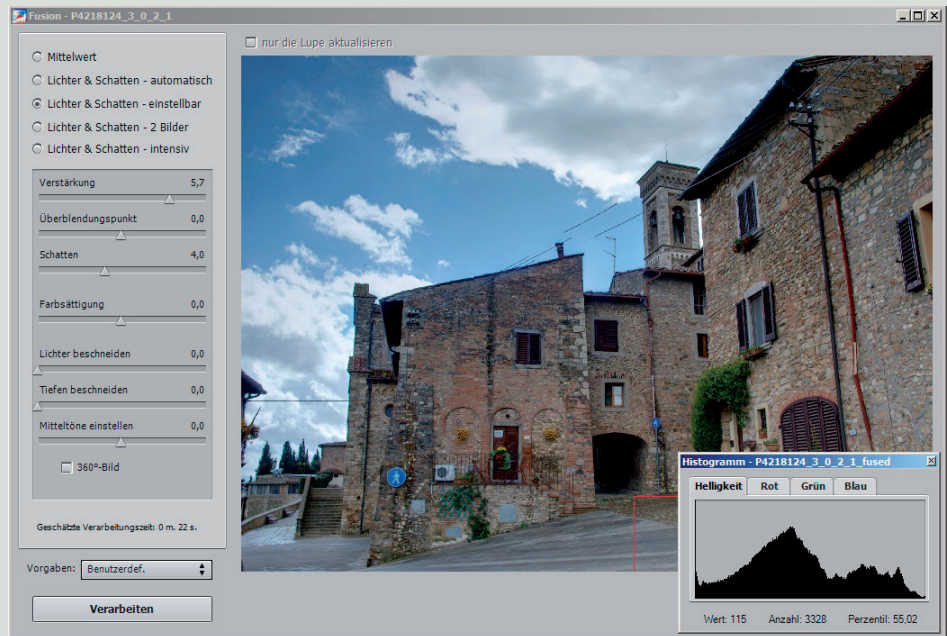 Fusion - P4218124_3_0_2_1
Mittelwert
Lichter & Schatten - automatisch
Lichter & Schatten - einstellbar
Lichter & Schatten - 2 Bilder
Lichter & Schatten - intensiv
Verstärkung 5,7
Überblendungspunkt 0,0
Schatten 4,0
Farbsättigung 0,0
Lichter beschneiden 0,0
Tiefen beschneiden 0,0
Mitteltöne einstellen 0,0
360º-Bild
Geschätzte Verarbeitungszeit: 0 m. 22 s.
Vorgaben: Benutzerdef.
Verarbeiten
nur die Lupe aktualisieren
Histogramm - P4218124_3_0_2_1_fused
Helligkeit Rot Grün Blau
Wert: 115 Anzahl: 3328 Perzentil: 55,02